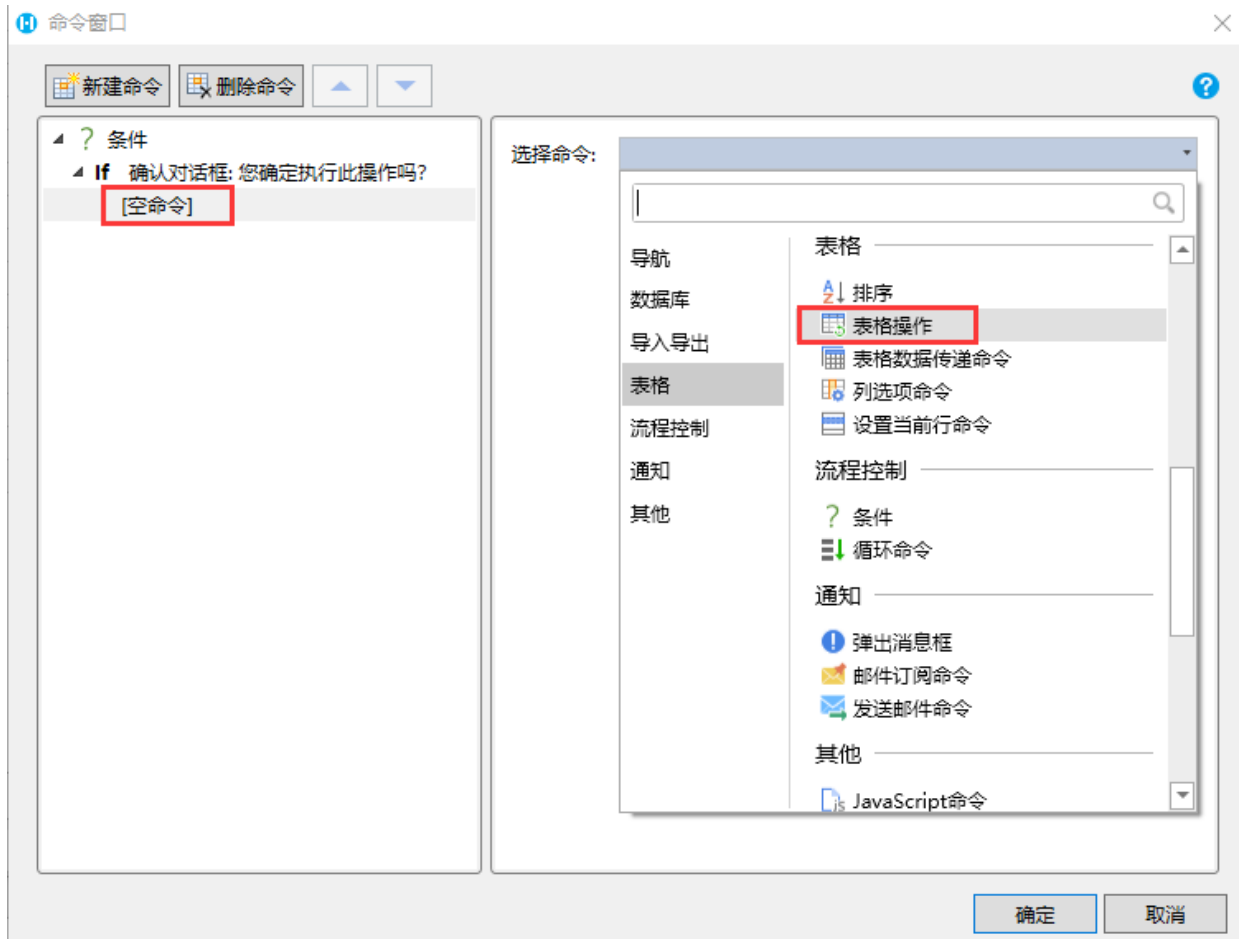 命令窗口
新建命令 删除命令
? 条件
If 确认对话框: 您确定执行此操作吗?
[空命令]
选择命令:
导航
数据库
导入导出
表格
流程控制
通知
其他
表格
排序
表格操作
表格数据传递命令
列选项命令
设置当前行命令
流程控制
? 条件
循环命令
通知
弹出消息框
邮件订阅命令
发送邮件命令
其他
JavaScript命令
确定 取消